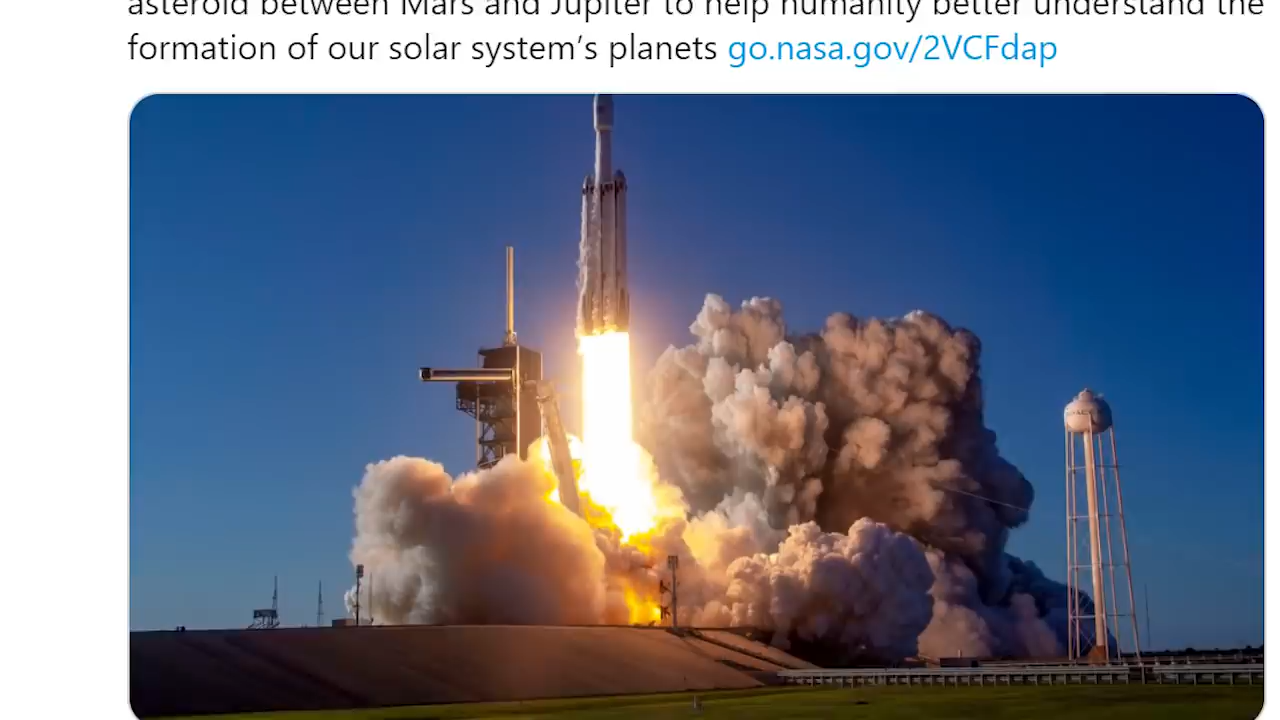 asteroid between Mars and Jupiter to help humanity better understand the
formation of our solar system’s planets go.nasa.gov/2VCFdap